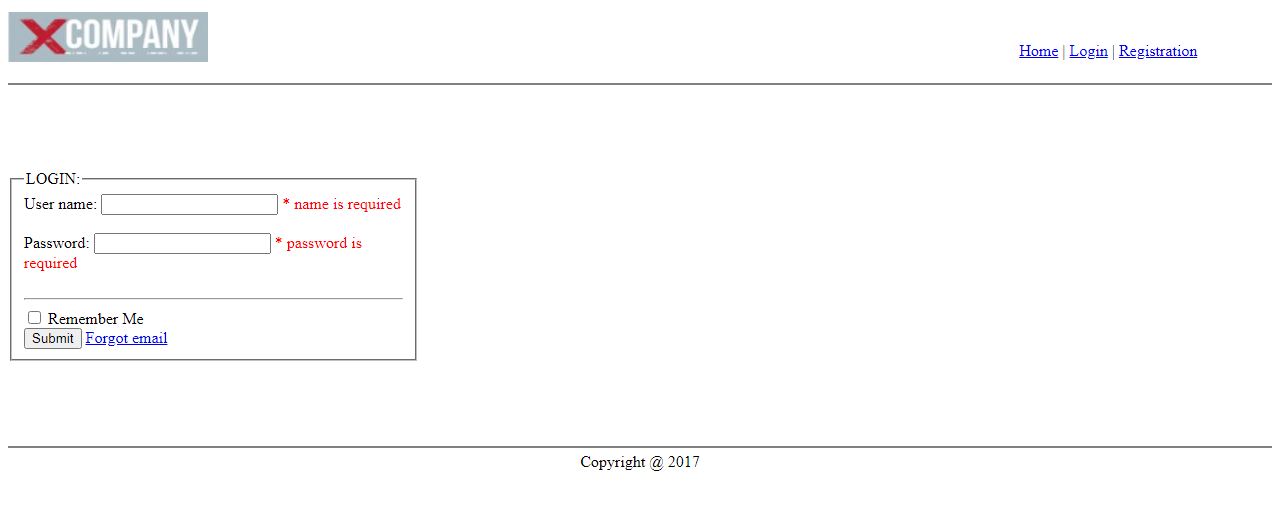 XCOMPANY
Home | Login | Registration
LOGIN:
User name: * name is required
Password: * password is
required
Remember Me
Submit Forgot email
Copyright @ 2017